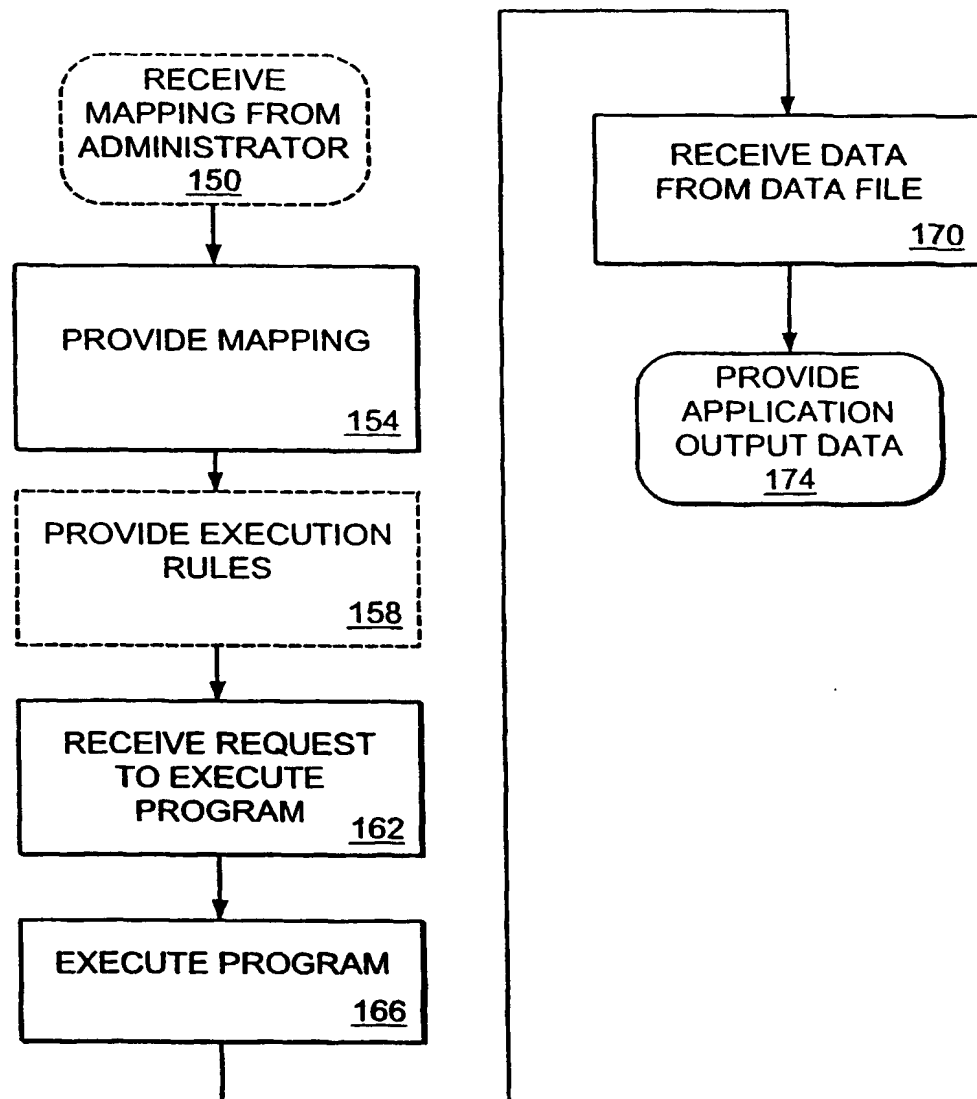 RECEIVE
MAPPING FROM
ADMINISTRATOR
150
PROVIDE MAPPING
154
PROVIDE EXECUTION
RULES
158
RECEIVE REQUEST
TO EXECUTE
PROGRAM
162
EXECUTE PROGRAM
166
RECEIVE DATA
FROM DATA FILE
170
PROVIDE
APPLICATION
OUTPUT DATA
174